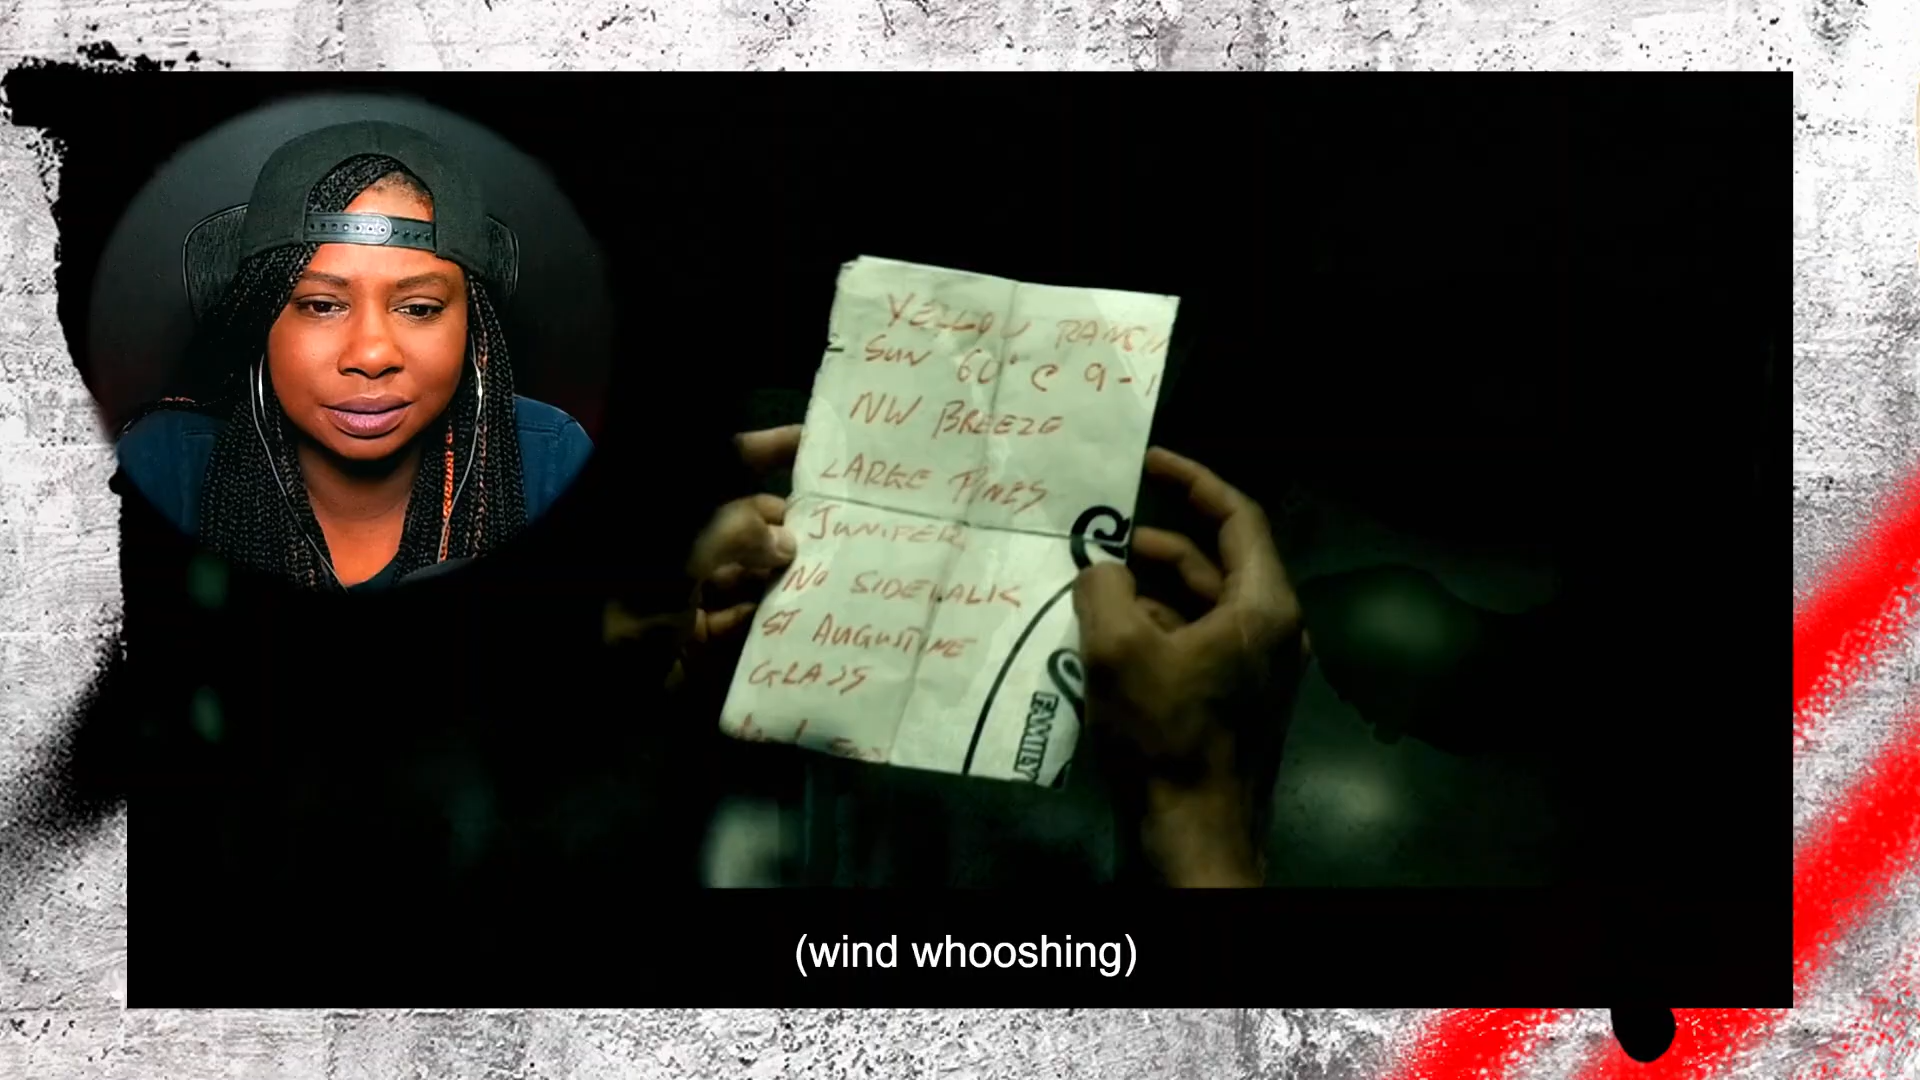 YELLOW RANCH
SUN 60° @ 9-1
NW BREEZE
LARGE PINES
JUNIPER
NO SIDEWALK
ST AUGUSTINE
GRASS
FAMILY
(wind whooshing)